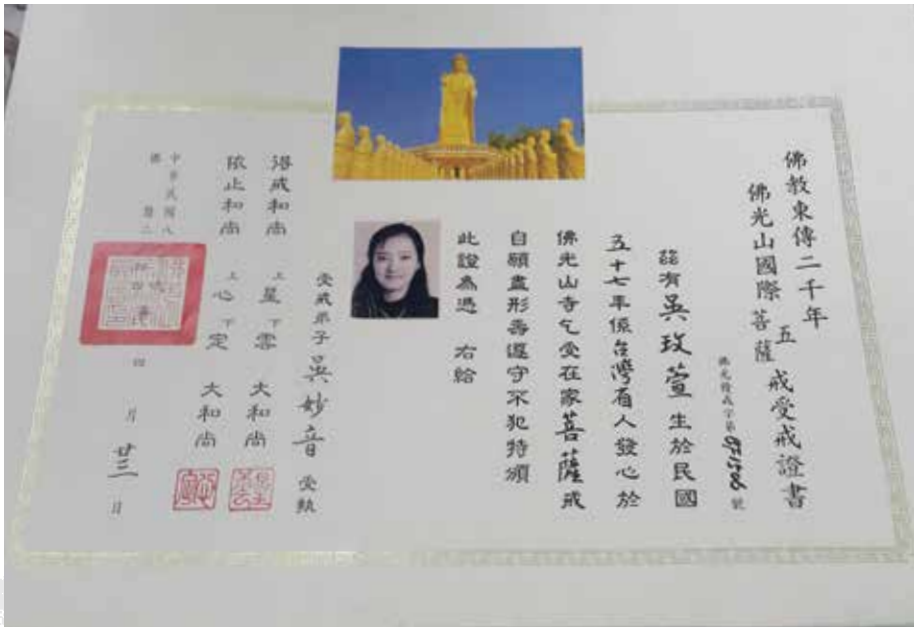 佛教東傳二千年
佛光山國際菩薩五戒受戒證書
佛光證戒字第號
茲有吳玫萱生於民國
五十七年係台灣省人發心於
佛光山寺乞受在家菩薩戒
自願盡形壽遵守不犯特頒
此證為憑 右給
受戒弟子吳妙音受執
得戒和尚 上星下雲 大和尚
依止和尚 上心下定 大和尚
中華民國八
四月廿三日